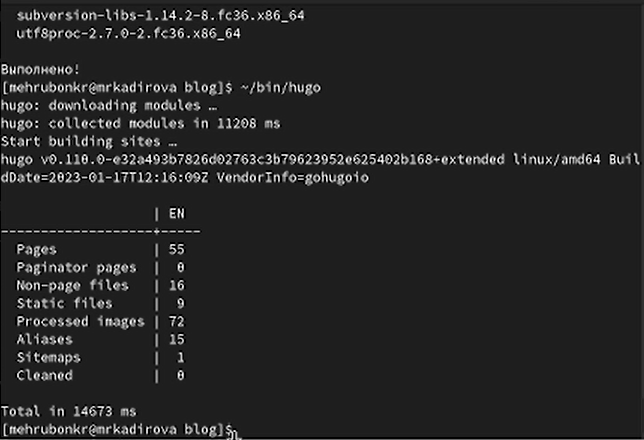 subversion-libs-1.14.2-8.fc36.x86_64
utf8proc-2.7.0-2.fc36.x86_64
Выполнено!
[mehrubonkr@mrkadirova blog]$ ~/bin/hugo
hugo: downloading modules …
hugo: collected modules in 11208 ms
Start building sites …
hugo v0.110.0-e32a493b7826d02763c3b79623952e625402b168+extended linux/amd64 Buil
dDate=2023-01-17T12:16:09Z VendorInfo=gohugoio
| EN
-------------------+-----
Pages | 55
Paginator pages | 0
Non-page files | 16
Static files | 9
Processed images | 72
Aliases | 15
Sitemaps | 1
Cleaned | 0
Total in 14673 ms
[mehrubonkr@mrkadirova blog]$